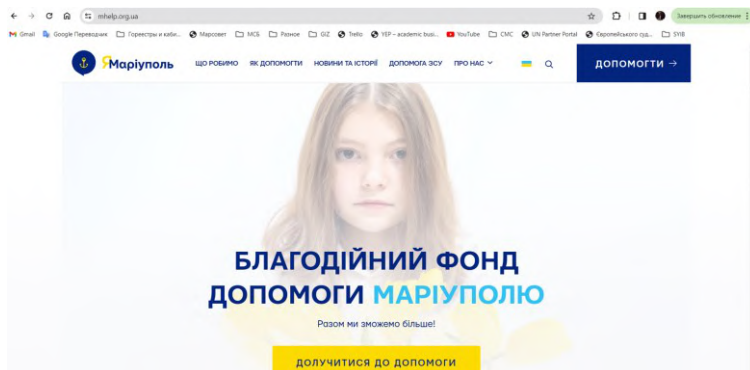 mhelp.org.ua
Завершить обновление
Gmail Google Переводчик Гореестры и каби... Марсовет МСБ Разное GIZ Trello YEP – academic busi... YouTube СМС UN Partner Portal Європейського суд... SYIB
ЯМаріуполь ЩО РОБИМО ЯК ДОПОМОГТИ НОВИНИ ТА ІСТОРІЇ ДОПОМОГА ЗСУ ПРО НАС ДОПОМОГТИ →
БЛАГОДІЙНИЙ ФОНД
ДОПОМОГИ МАРІУПОЛЮ
Разом ми зможемо більше!
ДОЛУЧИТИСЯ ДО ДОПОМОГИ